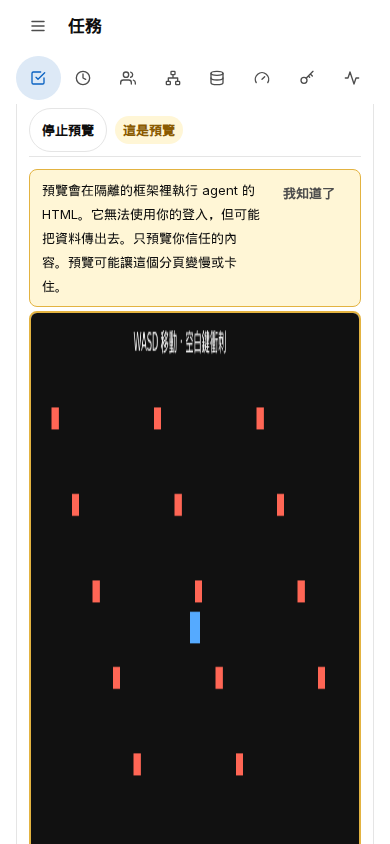 任務
停止預覽
這是預覽
預覽會在隔離的框架裡執行 agent 的
HTML。它無法使用你的登入，但可能
把資料傳出去。只預覽你信任的內
容。預覽可能讓這個分頁變慢或卡
住。
我知道了
WASD 移動 · 空白鍵衝刺